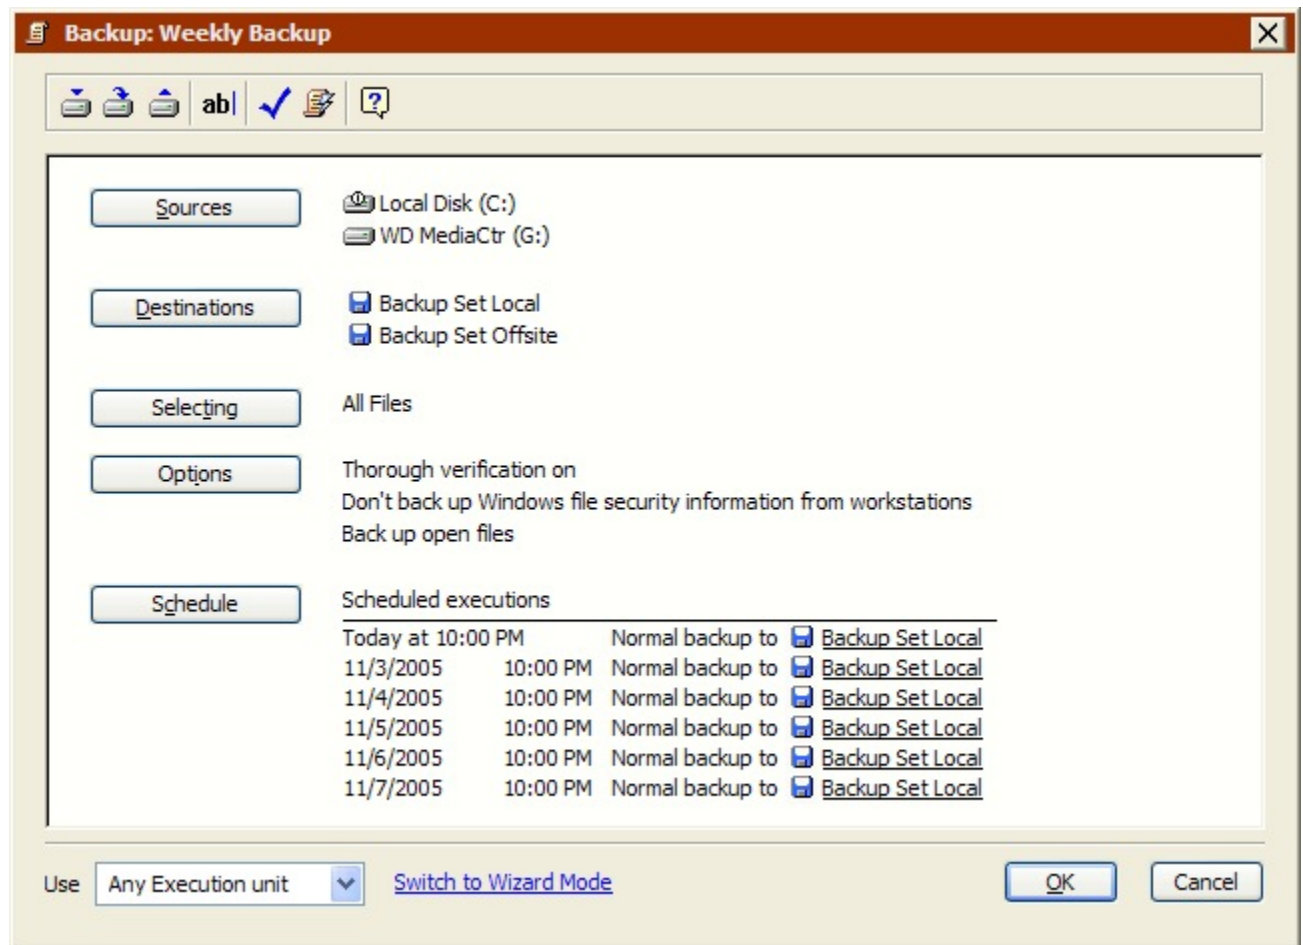 Backup: Weekly Backup
ab|
Sources
Local Disk (C:)
WD MediaCtr (G:)
Destinations
Backup Set Local
Backup Set Offsite
Selecting
All Files
Options
Thorough verification on
Don't back up Windows file security information from workstations
Back up open files
Schedule
Scheduled executions
Today at 10:00 PM Normal backup to Backup Set Local
11/3/2005 10:00 PM Normal backup to Backup Set Local
11/4/2005 10:00 PM Normal backup to Backup Set Local
11/5/2005 10:00 PM Normal backup to Backup Set Local
11/6/2005 10:00 PM Normal backup to Backup Set Local
11/7/2005 10:00 PM Normal backup to Backup Set Local
Use Any Execution unit Switch to Wizard Mode OK Cancel